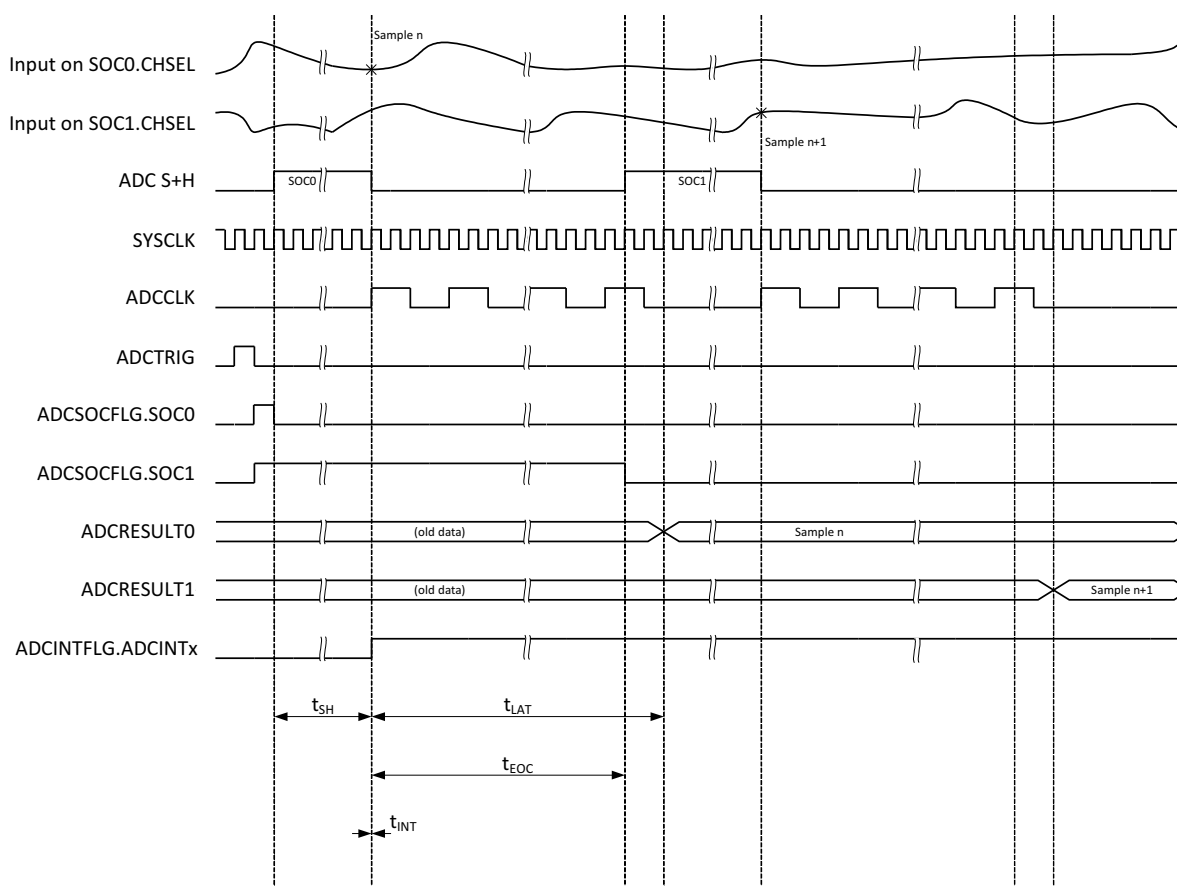 Sample n
Input on SOC0.CHSEL
Input on SOC1.CHSEL
Sample n+1
ADC S+H
SOC0
SOC1
SYSCLK
ADCCLK
ADCTRIG
ADCSOCFLG.SOC0
ADCSOCFLG.SOC1
ADCRESULT0
(old data)
Sample n
ADCRESULT1
(old data)
Sample n+1
ADCINTFLG.ADCINTx
tSH
tLAT
tEOC
tINT